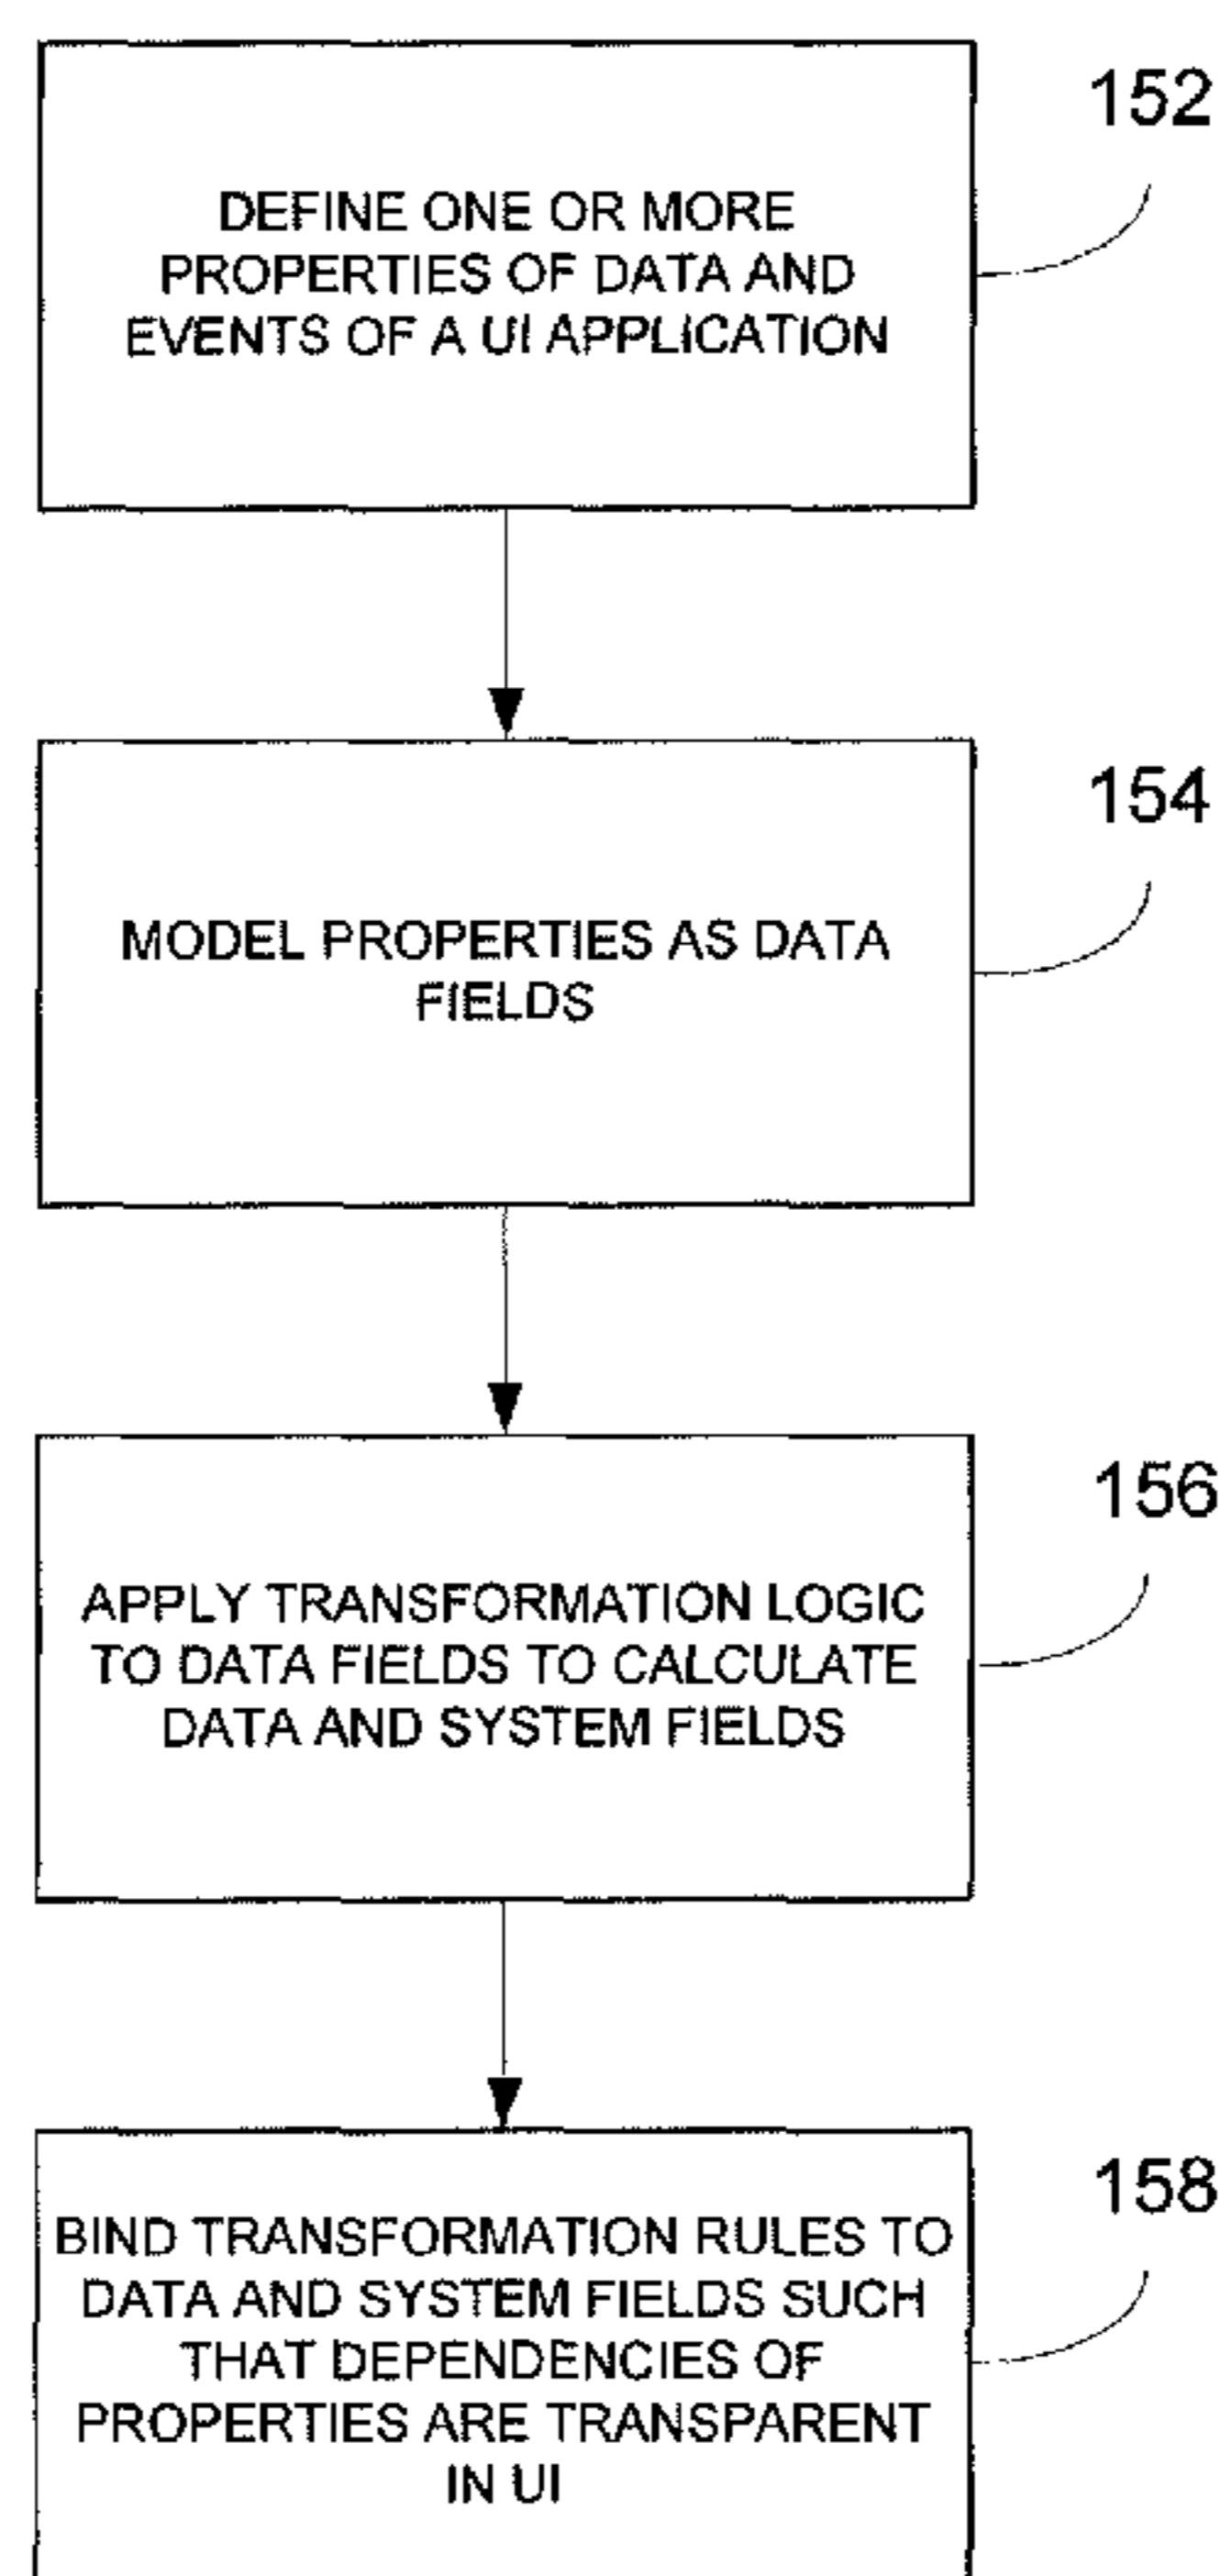 152
DEFINE ONE OR MORE
PROPERTIES OF DATA AND
EVENTS OF A UI APPLICATION
154
MODEL PROPERTIES AS DATA
FIELDS
156
APPLY TRANSFORMATION LOGIC
TO DATA FIELDS TO CALCULATE
DATA AND SYSTEM FIELDS
158
BIND TRANSFORMATION RULES TO
DATA AND SYSTEM FIELDS SUCH
THAT DEPENDENCIES OF
PROPERTIES ARE TRANSPARENT
IN UI